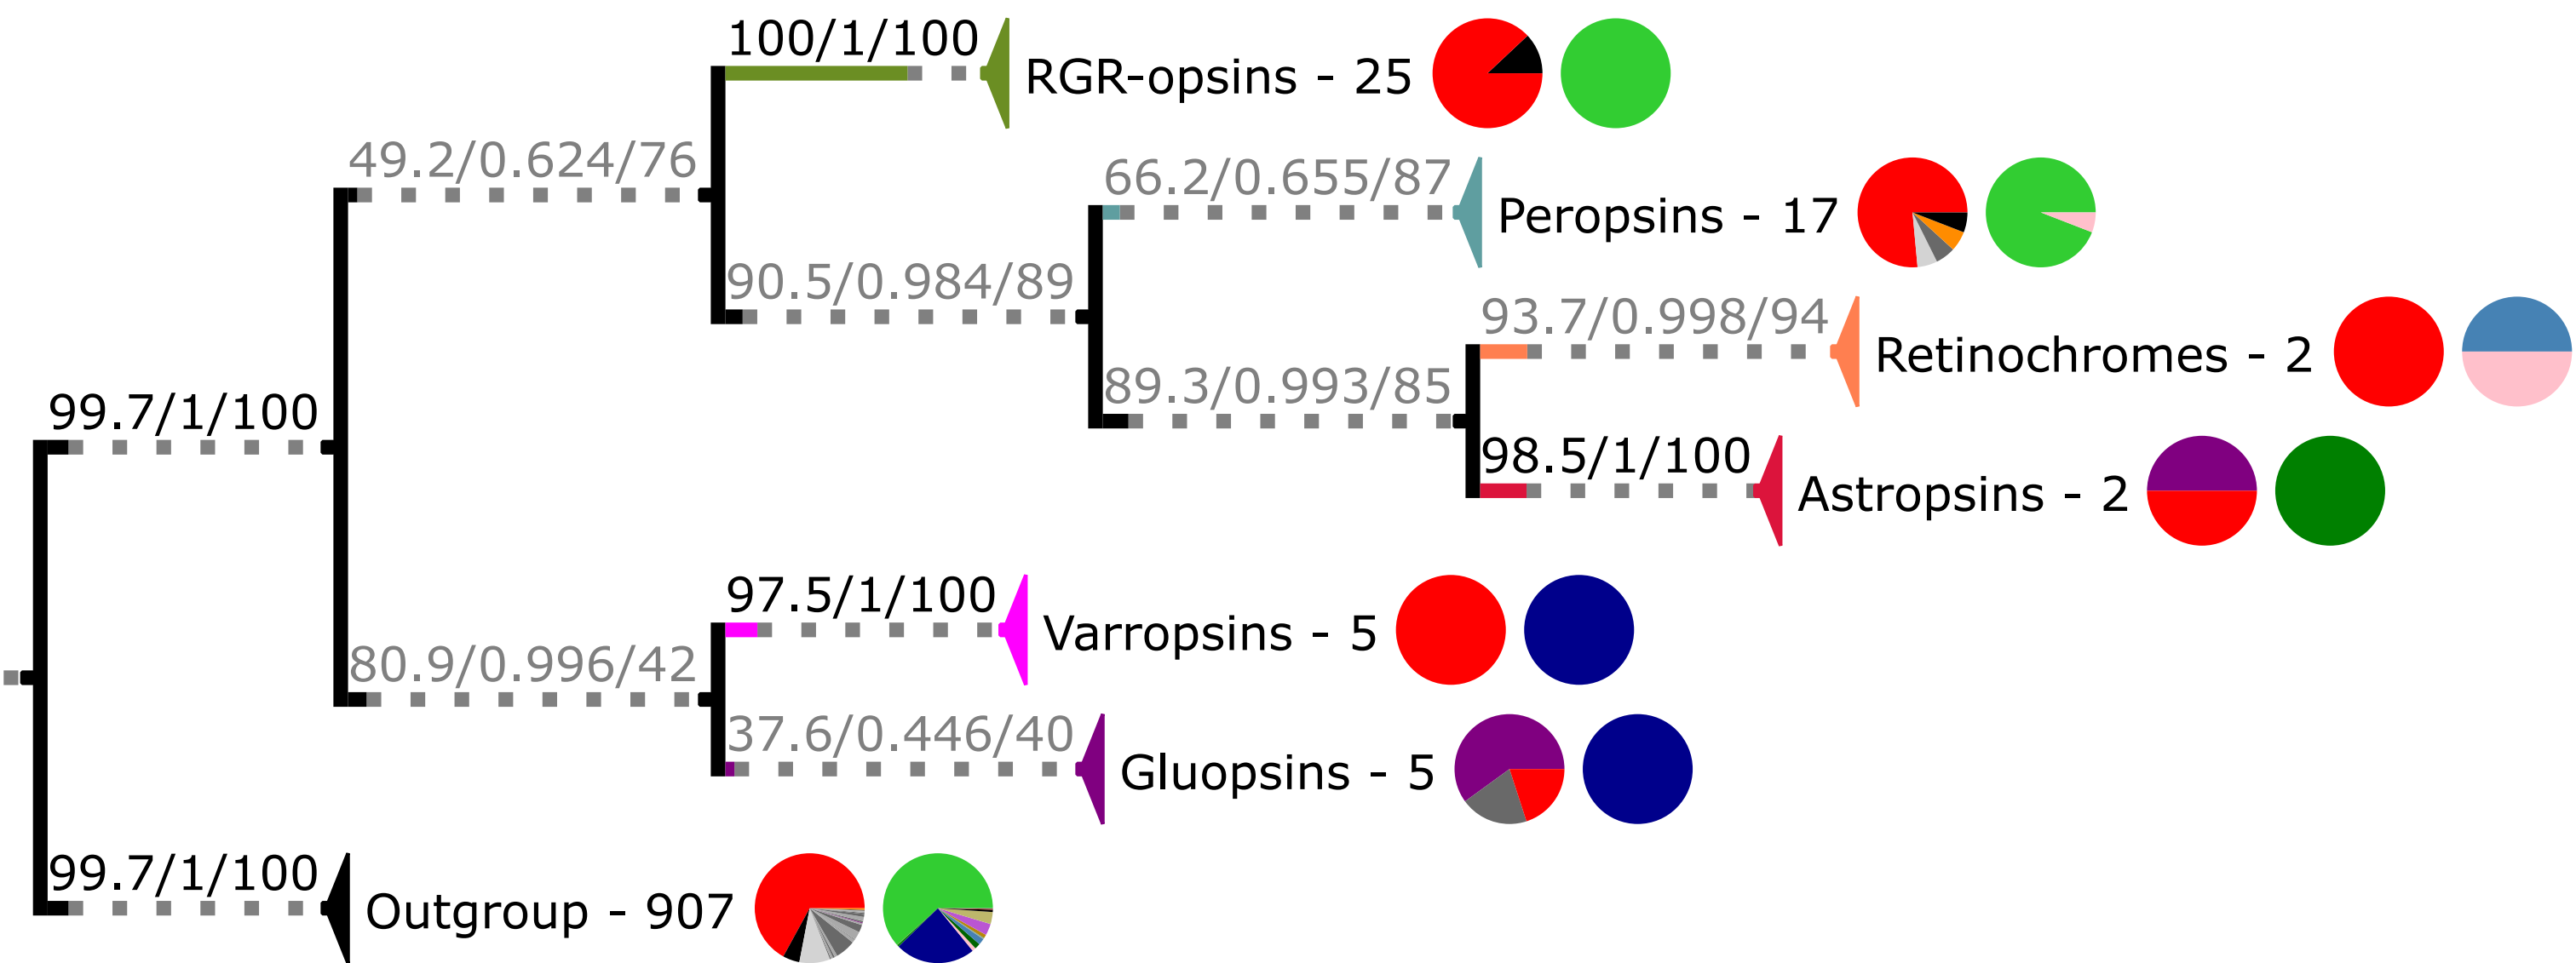 100/1/100
RGR-opsins - 25
49.2/0.624/76
66.2/0.655/87
Peropsins - 17
90.5/0.984/89
93.7/0.998/94
Retinochromes - 2
89.3/0.993/85
99.7/1/100
98.5/1/100
Astropsins - 2
97.5/1/100
Varropsins - 5
80.9/0.996/42
37.6/0.446/40
Gluopsins - 5
99.7/1/100
Outgroup - 907